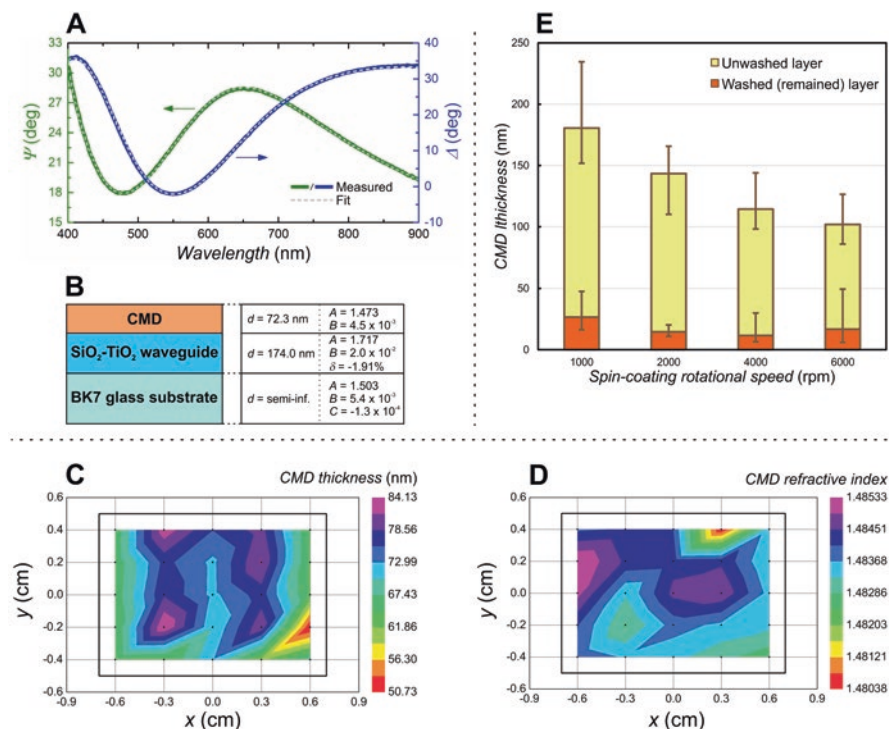 A
33
30
27
24
21
18
15
Ψ (deg)
400 500 600 700 800 900
Wavelength (nm)
40
30
20
10
0
-10
Δ (deg)
Measured
Fit
B
CMD
d = 72.3 nm
A = 1.473
B = 4.5 x 10⁻³
SiO₂-TiO₂ waveguide
d = 174.0 nm
A = 1.717
B = 2.0 x 10⁻²
δ = -1.91%
BK7 glass substrate
d = semi-inf.
A = 1.503
B = 5.4 x 10⁻³
C = -1.3 x 10⁻⁴
E
250
200
150
100
50
0
CMD lthickness (nm)
Unwashed layer
Washed (remained) layer
1000 2000 4000 6000
Spin-coating rotational speed (rpm)
C
CMD thickness (nm)
0.6
0.4
0.2
0.0
-0.2
-0.4
-0.6
y (cm)
-0.9 -0.6 -0.3 0.0 0.3 0.6 0.9
x (cm)
84.13
78.56
72.99
67.43
61.86
56.30
50.73
D
CMD refractive index
0.6
0.4
0.2
0.0
-0.2
-0.4
-0.6
y (cm)
-0.9 -0.6 -0.3 0.0 0.3 0.6 0.9
x (cm)
1.48533
1.48451
1.48368
1.48286
1.48203
1.48121
1.48038